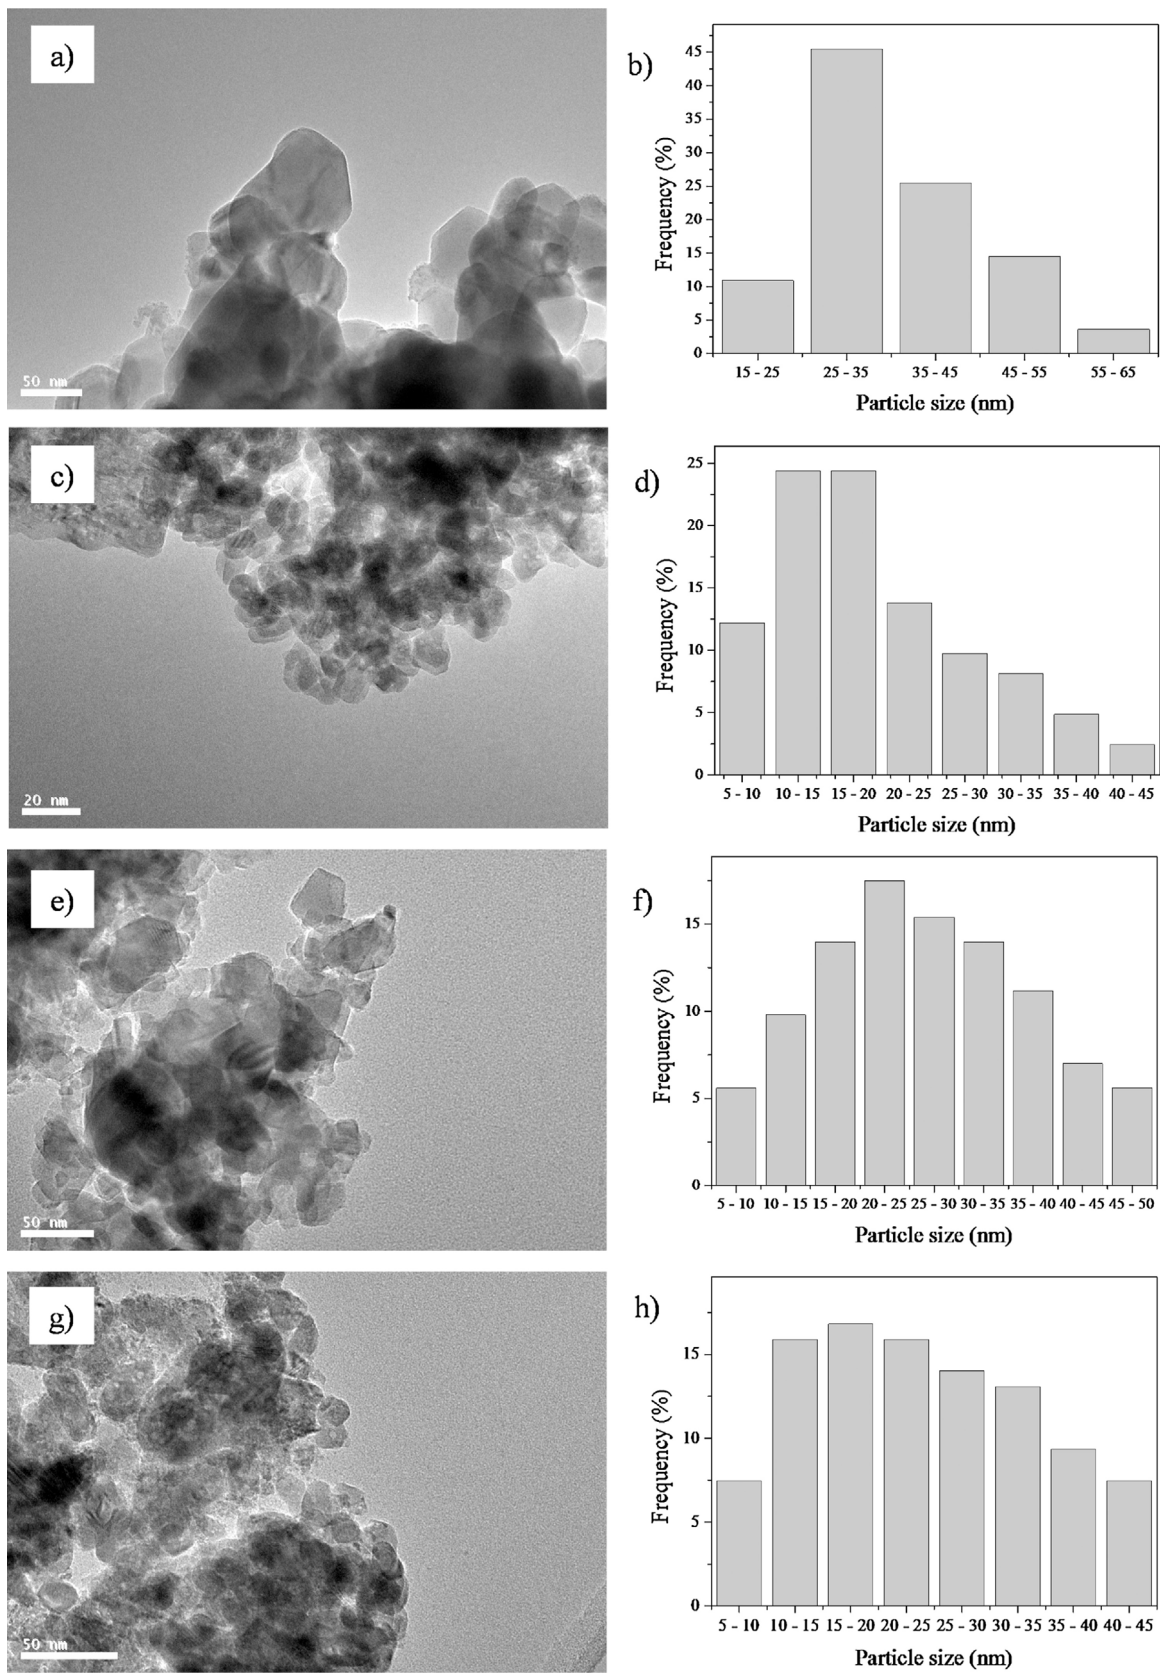 a)
50 nm
b)
Frequency (%)
45
40
35
30
25
20
15
10
5
0
15 - 25 25 - 35 35 - 45 45 - 55 55 - 65
Particle size (nm)
c)
20 nm
d)
Frequency (%)
25
20
15
10
5
0
5 - 10 10 - 15 15 - 20 20 - 25 25 - 30 30 - 35 35 - 40 40 - 45
Particle size (nm)
e)
50 nm
f)
Frequency (%)
15
10
5
0
5 - 10 10 - 15 15 - 20 20 - 25 25 - 30 30 - 35 35 - 40 40 - 45 45 - 50
Particle size (nm)
g)
50 nm
h)
Frequency (%)
15
10
5
0
5 - 10 10 - 15 15 - 20 20 - 25 25 - 30 30 - 35 35 - 40 40 - 45
Particle size (nm)